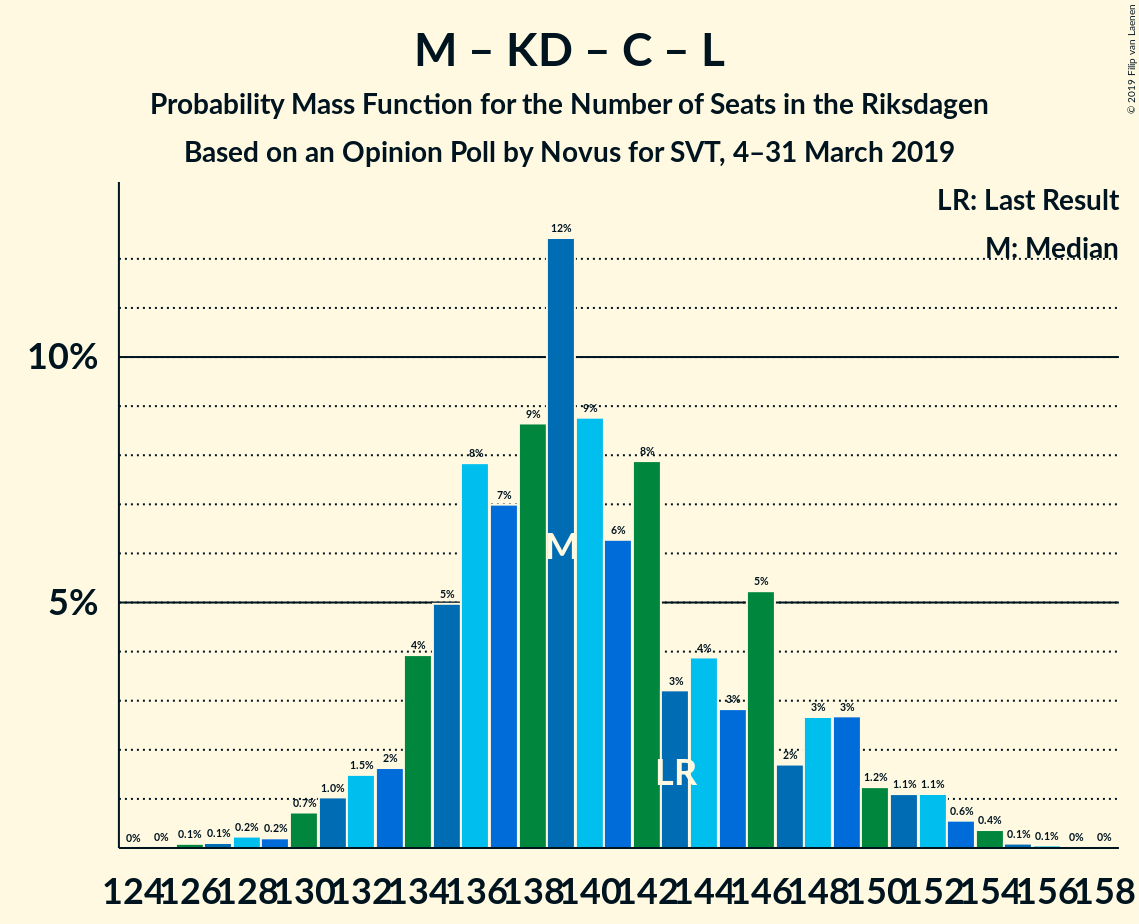 M – KD – C – L
Probability Mass Function for the Number of Seats in the Riksdagen
Based on an Opinion Poll by Novus for SVT, 4–31 March 2019
© 2019 Filip van Laenen
LR: Last Result
M: Median
10%
5%
0% 0% 0.1% 0.1% 0.2% 0.2% 0.7% 1.0% 1.5% 2% 4% 5% 8% 7% 9% 12% 9% 6% 8% 3% 4% 3% 5% 2% 3% 3% 1.2% 1.1% 1.1% 0.6% 0.4% 0.1% 0.1% 0% 0%
M
LR
124 126 128 130 132 134 136 138 140 142 144 146 148 150 152 154 156 158